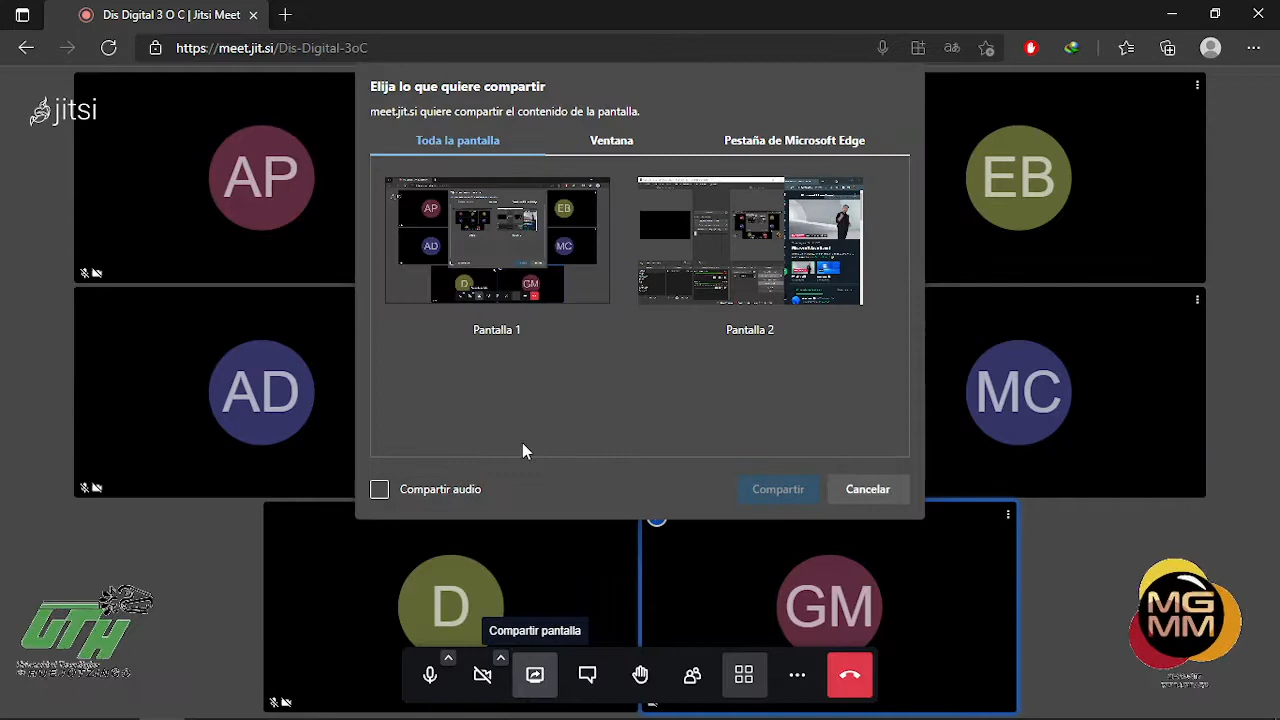 Dis Digital 3 O C | Jitsi Meet
https://meet.jit.si/Dis-Digital-3oC
jitsi
Elija lo que quiere compartir
meet.jit.si quiere compartir el contenido de la pantalla.
Toda la pantalla
Ventana
Pestaña de Microsoft Edge
AP
EB
Pantalla 1
Pantalla 2
AD
MC
Compartir audio
Compartir
Cancelar
D
GM
Compartir pantalla
UTH
MG
MM